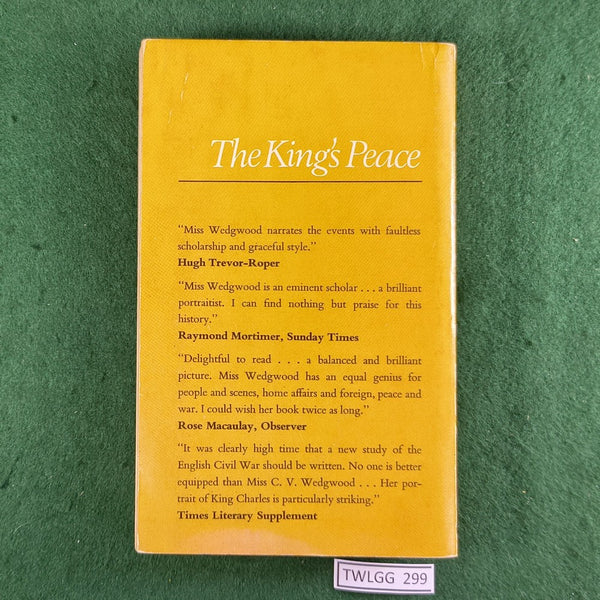 The King's Peace
“Miss Wedgwood narrates the events with faultless
scholarship and graceful style.”
Hugh Trevor-Roper
“Miss Wedgwood is an eminent scholar . . . a brilliant
portraitist. I can find nothing but praise for this
history.”
Raymond Mortimer, Sunday Times
“Delightful to read . . . a balanced and brilliant
picture. Miss Wedgwood has an equal genius for
people and scenes, home affairs and foreign, peace and
war. I could wish her book twice as long.”
Rose Macaulay, Observer
“It was clearly high time that a new study of the
English Civil War should be written. No one is better
equipped than Miss C. V. Wedgwood . . . Her por-
trait of King Charles is particularly striking.”
Times Literary Supplement
TWLGG 299